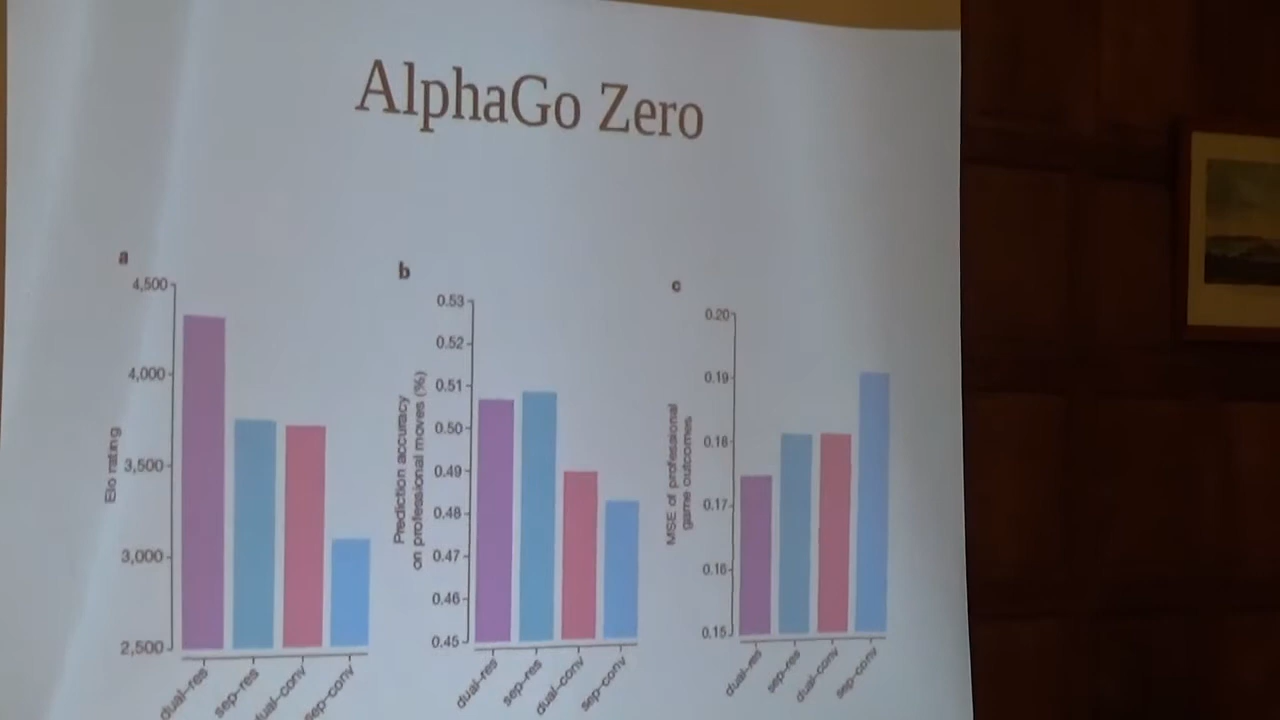 AlphaGo Zero
a
4,500
4,000
3,500
3,000
2,500
Elo rating
dual–res
sep–res
dual–conv
sep–conv
b
0.53
0.52
0.51
0.50
0.49
0.48
0.47
0.46
0.45
Prediction accuracy
on professional moves (%)
dual–res
sep–res
dual–conv
sep–conv
c
0.20
0.19
0.18
0.17
0.16
0.15
MSE of professional
game outcomes
dual–res
sep–res
dual–conv
sep–conv